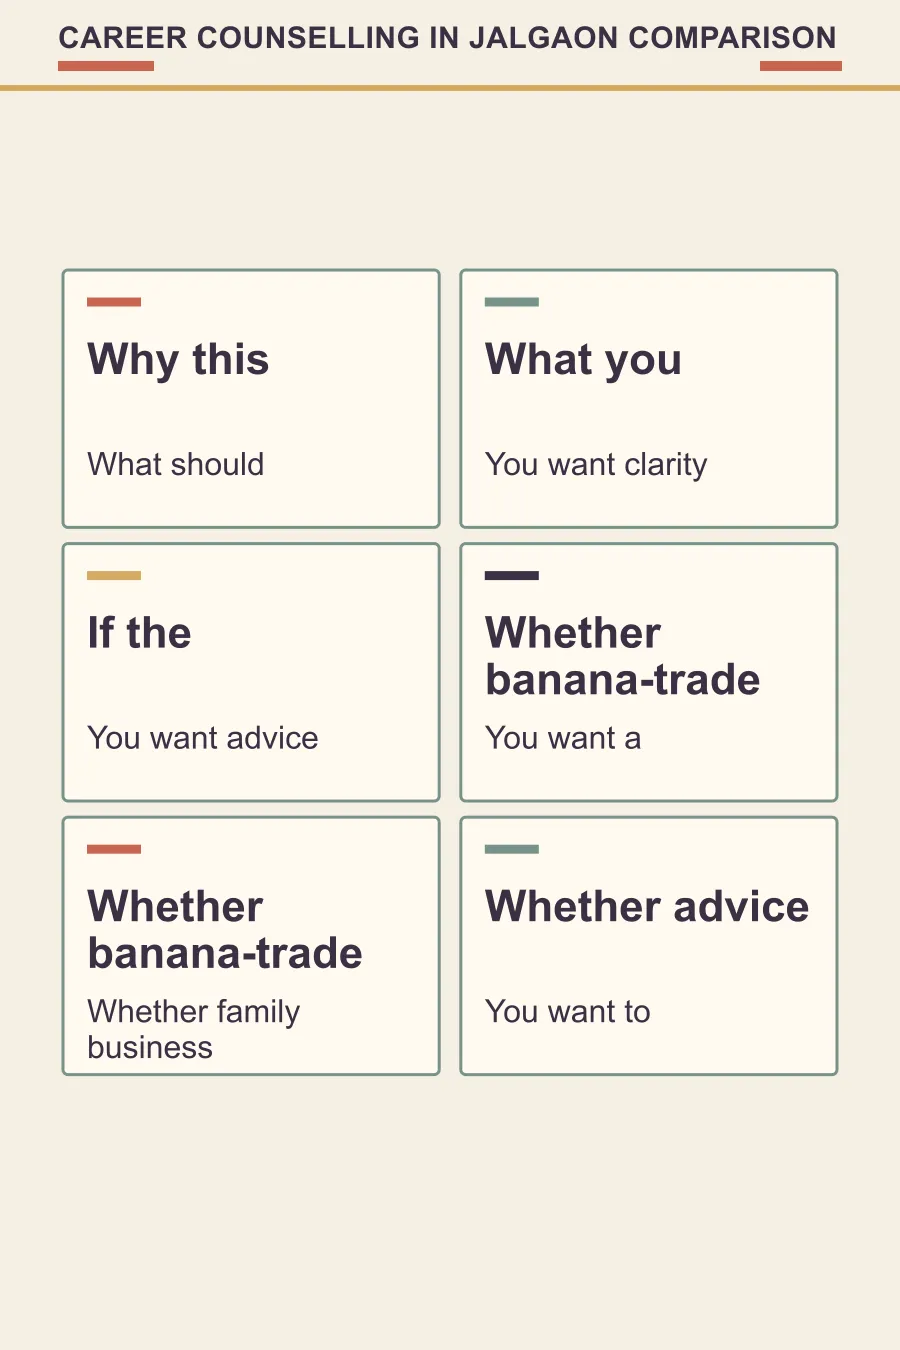 CAREER COUNSELLING IN JALGAON COMPARISON
Why this
What should
What you
You want clarity
If the
You want advice
Whether
banana-trade
You want a
Whether
banana-trade
Whether family
business
Whether advice
You want to